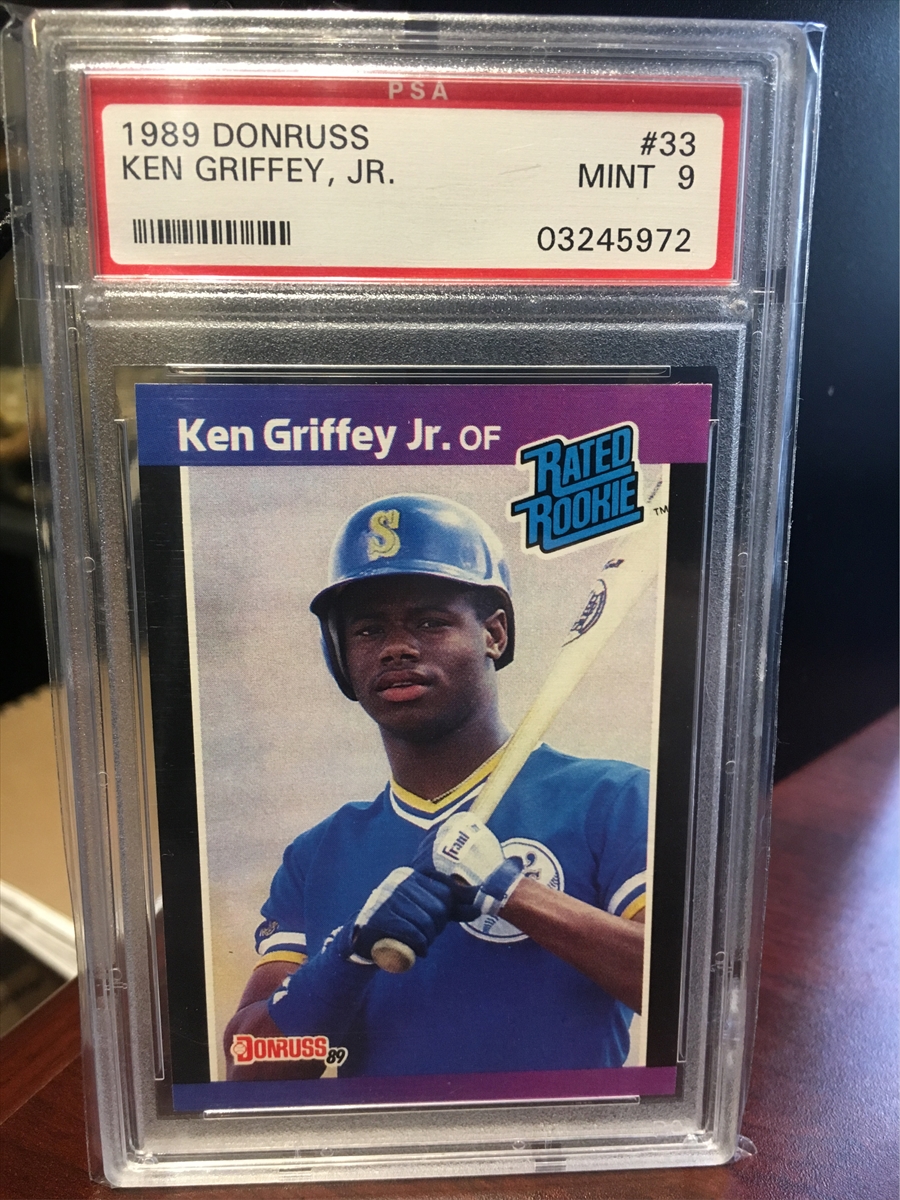 PSA
1989 DONRUSS #33
KEN GRIFFEY, JR. MINT 9
03245972
Ken Griffey Jr. OF
RATED
ROOKIE
TM
S
Franklin
DONRUSS 89